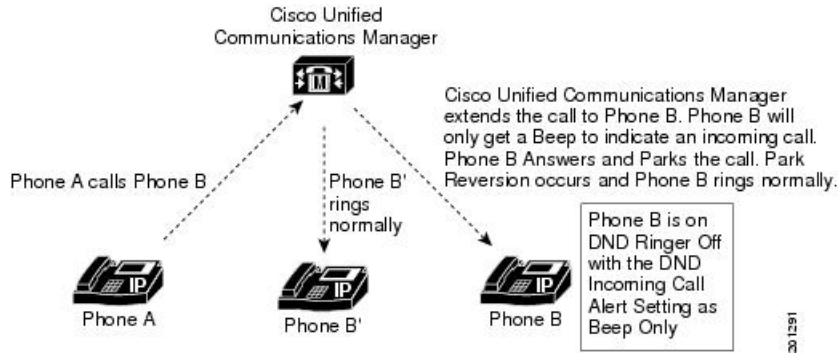 Cisco Unified
Communications Manager
M
Cisco Unified Communications Manager
extends the call to Phone B. Phone B will
only get a Beep to indicate an incoming call.
Phone B Answers and Parks the call. Park
Reversion occurs and Phone B rings normally.
Phone A calls Phone B
Phone B'
rings
normally
IP
Phone A
IP
Phone B'
IP
Phone B
Phone B is on
DND Ringer Off
with the DND
Incoming Call
Alert Setting as
Beep Only
201291